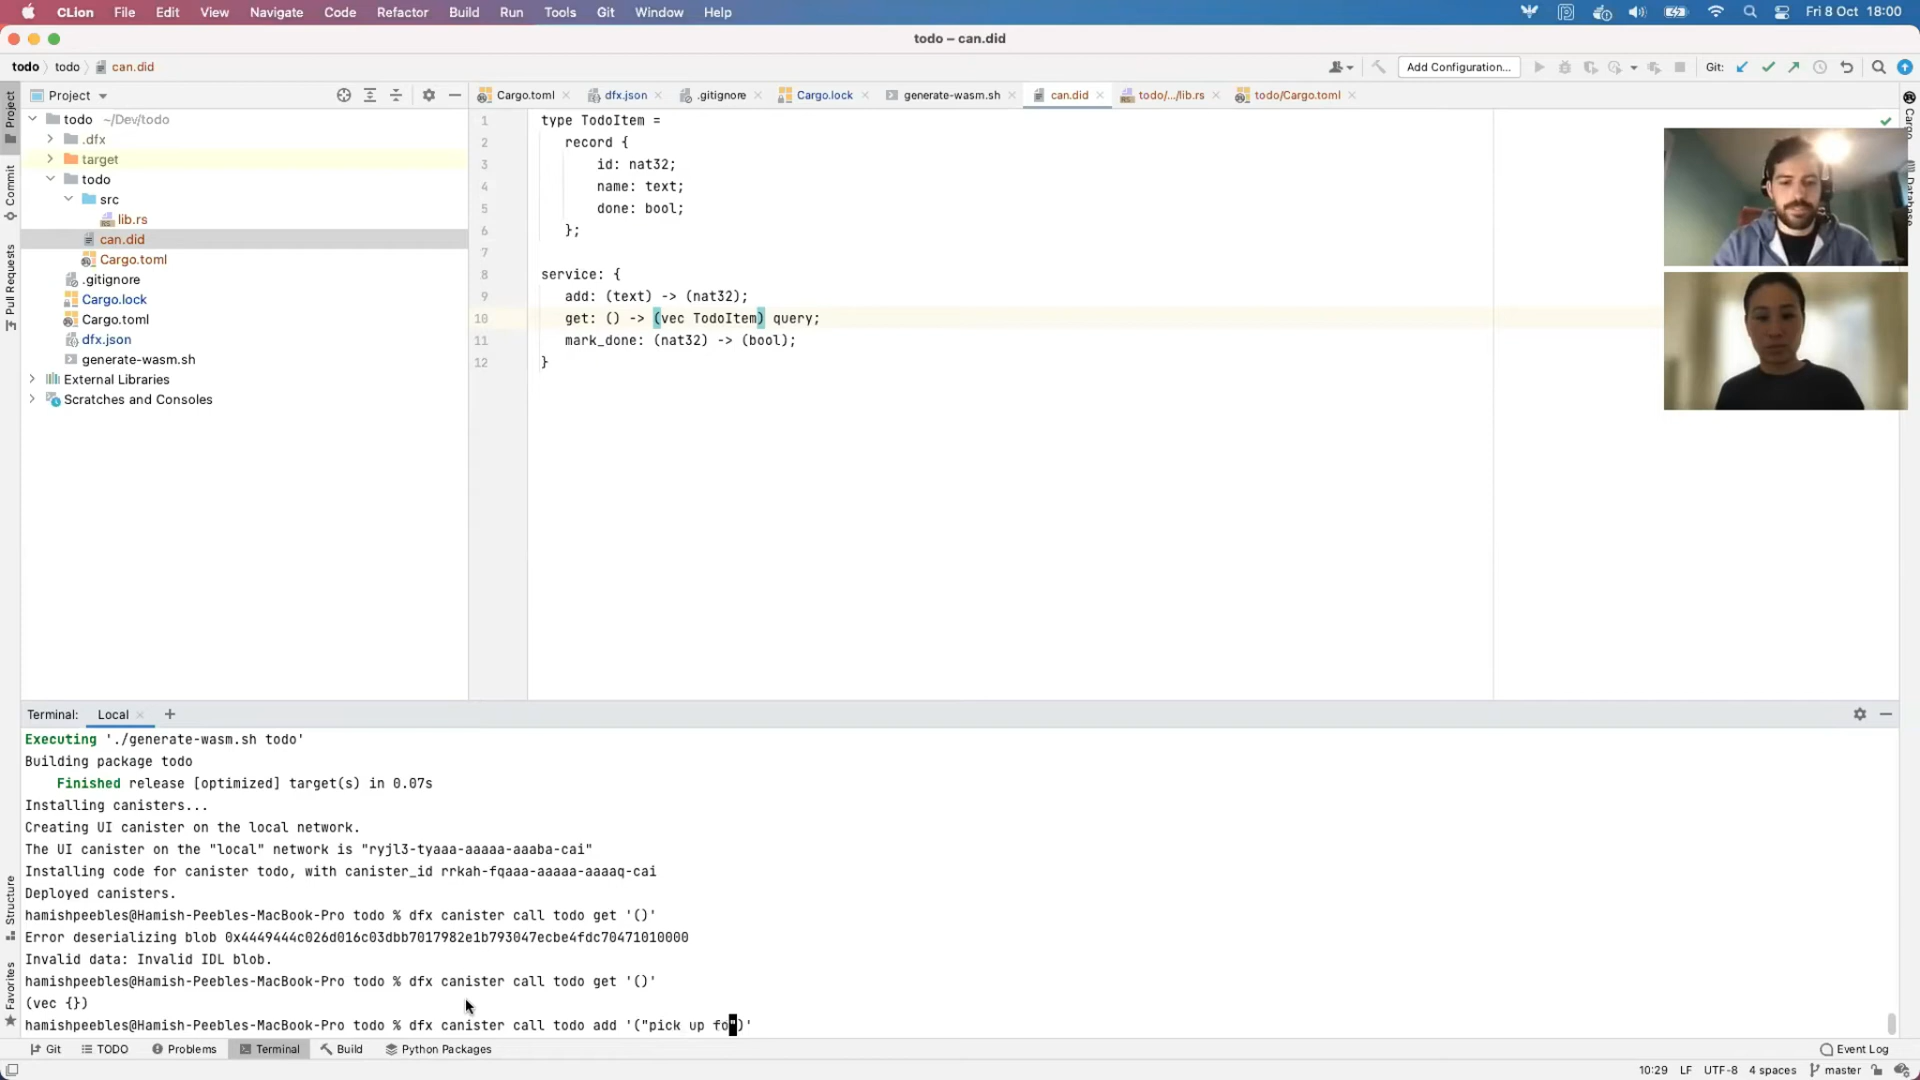 CLion File Edit View Navigate Code Refactor Build Run Tools Git Window Help Fri 8 Oct 18:00
todo – can.did
todo todo can.did Add Configuration... Git:
Project
Cargo.toml dfx.json .gitignore Cargo.lock generate-wasm.sh can.did todo/.../lib.rs todo/Cargo.toml
todo ~/Dev/todo
.dfx
target
todo
src
lib.rs
can.did
Cargo.toml
.gitignore
Cargo.lock
Cargo.toml
dfx.json
generate-wasm.sh
External Libraries
Scratches and Consoles
1 type TodoItem =
2 record {
3 id: nat32;
4 name: text;
5 done: bool;
6 };
7
8 service: {
9 add: (text) -> (nat32);
10 get: () -> (vec TodoItem) query;
11 mark_done: (nat32) -> (bool);
12 }
Project
Commit
Pull Requests
Structure
Favorites
Cargo
Database
Terminal: Local
Executing './generate-wasm.sh todo'
Building package todo
Finished release [optimized] target(s) in 0.07s
Installing canisters...
Creating UI canister on the local network.
The UI canister on the "local" network is "ryjl3-tyaaa-aaaaa-aaaba-cai"
Installing code for canister todo, with canister_id rrkah-fqaaa-aaaaa-aaaaq-cai
Deployed canisters.
hamishpeebles@Hamish-Peebles-MacBook-Pro todo % dfx canister call todo get '()'
Error deserializing blob 0x4449444c026d016c03dbb7017982e1b793047ecbe4fdc70471010000
Invalid data: Invalid IDL blob.
hamishpeebles@Hamish-Peebles-MacBook-Pro todo % dfx canister call todo get '()'
(vec {})
hamishpeebles@Hamish-Peebles-MacBook-Pro todo % dfx canister call todo add '("pick up fo")'
Git TODO Problems Terminal Build Python Packages Event Log
10:29 LF UTF-8 4 spaces master